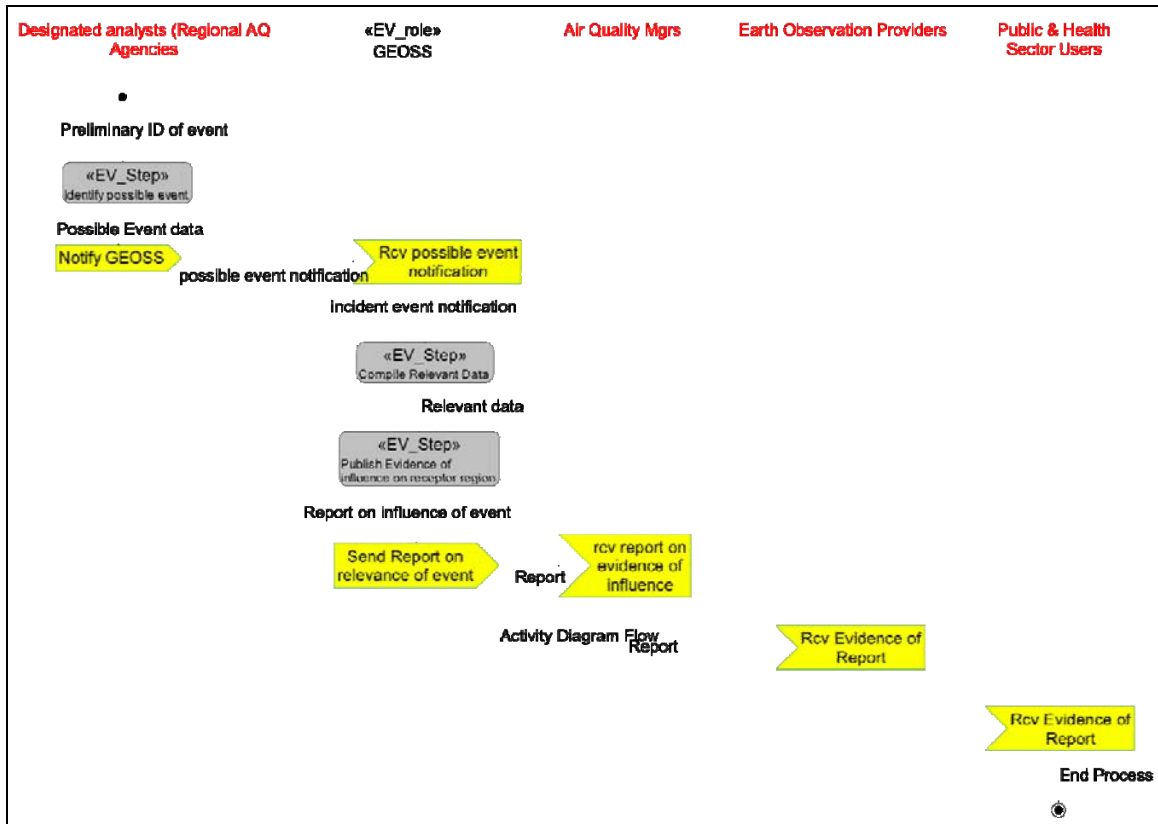 Designated analysts (Regional AQ
Agencies
«EV_role»
GEOSS
Air Quality Mgrs
Earth Observation Providers
Public & Health
Sector Users
Preliminary ID of event
«EV_Step»
Identify possible event
Possible Event data
Notify GEOSS
possible event notification
Rcv possible event
notification
incident event notification
«EV_Step»
Compile Relevant Data
Relevant data
«EV_Step»
Publish Evidence of
influence on receptor region
Report on influence of event
Send Report on
relevance of event
Report
rcv report on
evidence of
influence
Activity Diagram Flow
Report
Rcv Evidence of
Report
Rcv Evidence of
Report
End Process